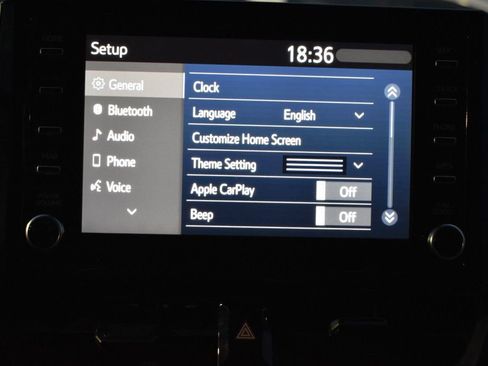 Setup 18:36
General
Bluetooth
Audio
Phone
Voice
Clock
Language English
Customize Home Screen
Theme Setting
Apple CarPlay Off
Beep Off